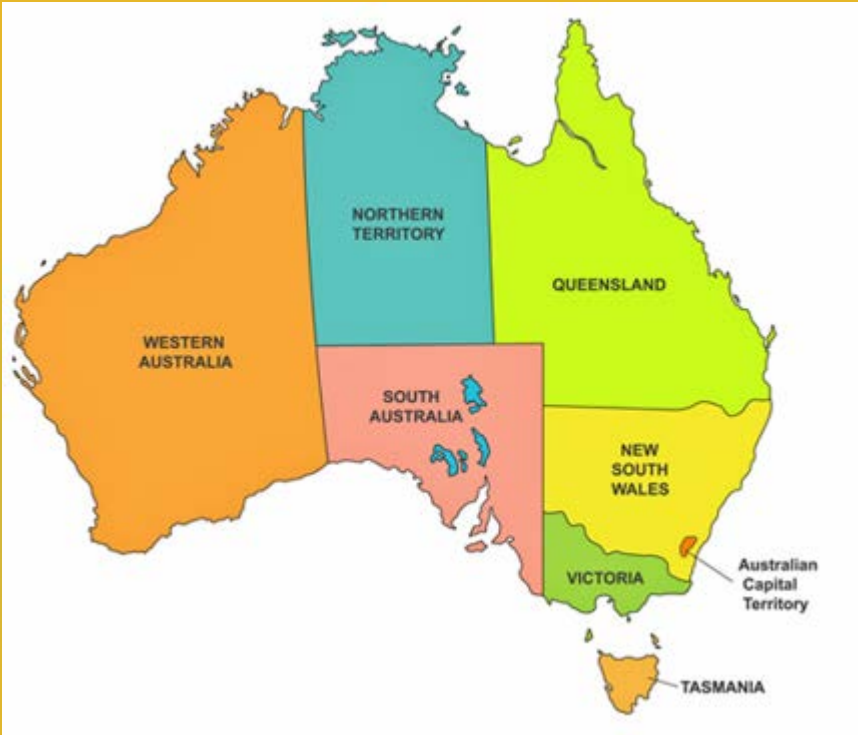 NORTHERN
TERRITORY
QUEENSLAND
WESTERN
AUSTRALIA
SOUTH
AUSTRALIA
NEW
SOUTH
WALES
VICTORIA
Australian
Capital
Territory
TASMANIA